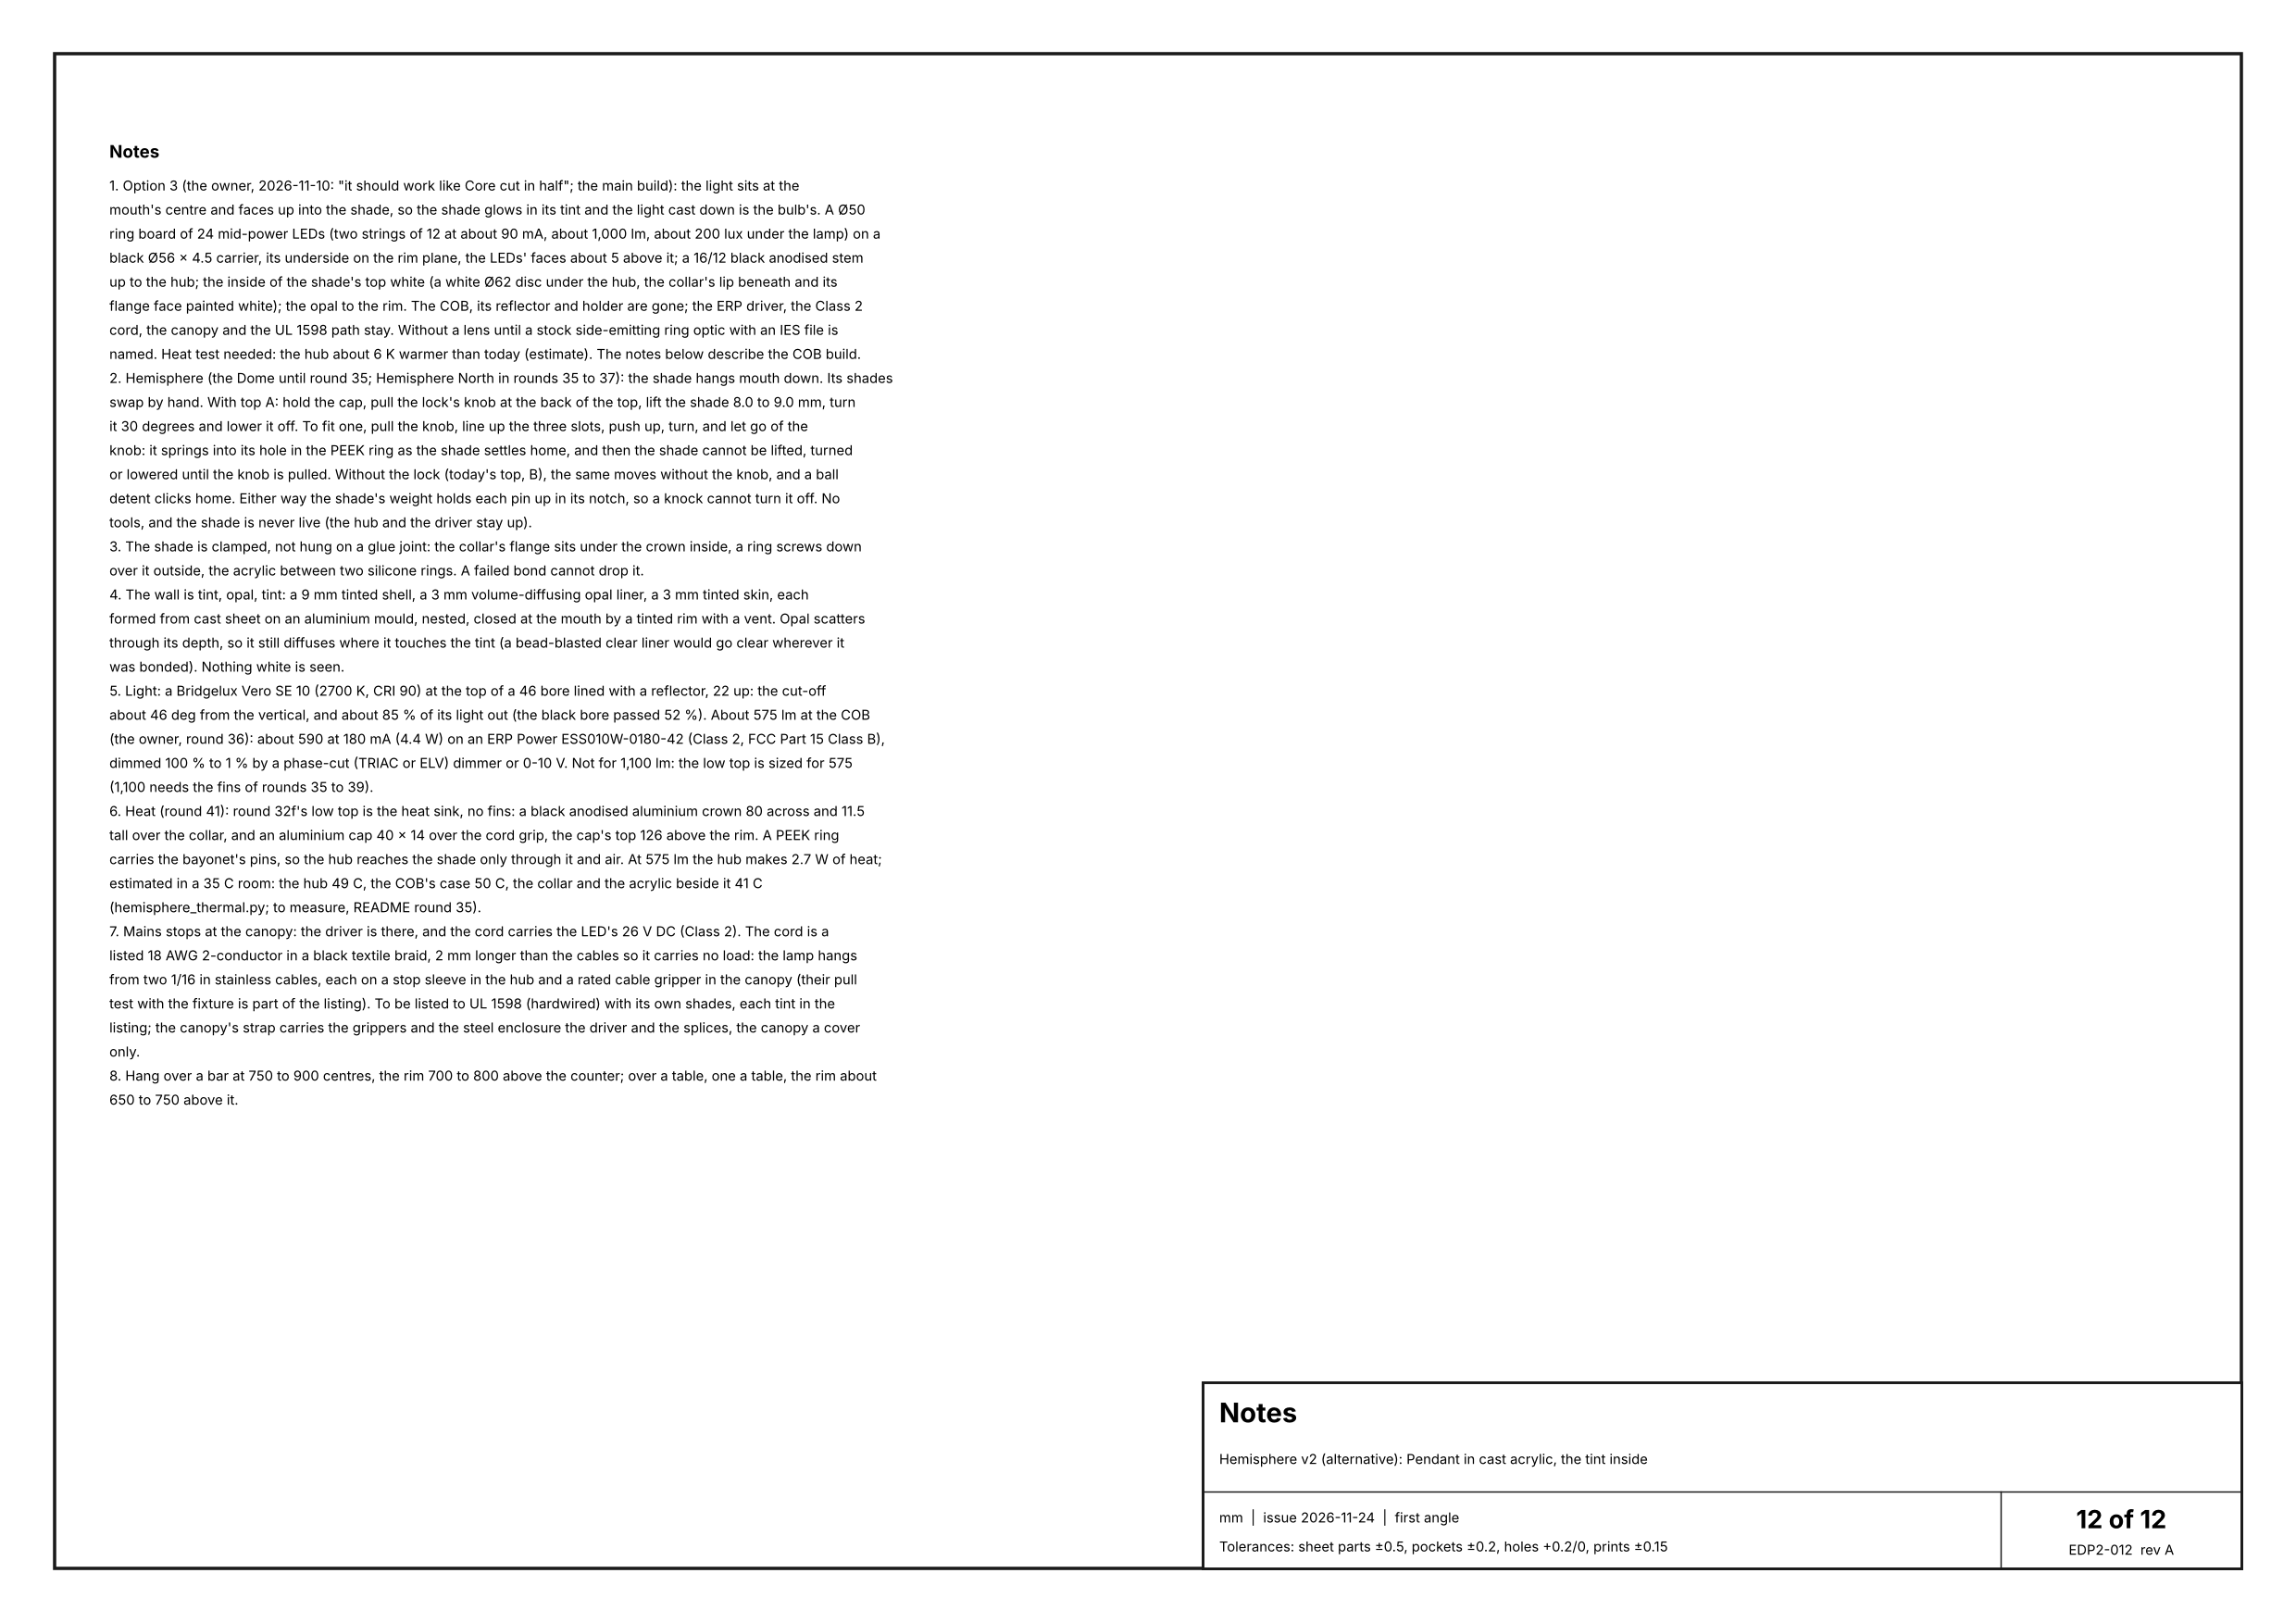 Notes
1. Option 3 (the owner, 2026-11-10: "it should work like Core cut in half"; the main build): the light sits at the
mouth's centre and faces up into the shade, so the shade glows in its tint and the light cast down is the bulb's. A Ø50
ring board of 24 mid-power LEDs (two strings of 12 at about 90 mA, about 1,000 lm, about 200 lux under the lamp) on a
black Ø56 × 4.5 carrier, its underside on the rim plane, the LEDs' faces about 5 above it; a 16/12 black anodised stem
up to the hub; the inside of the shade's top white (a white Ø62 disc under the hub, the collar's lip beneath and its
flange face painted white); the opal to the rim. The COB, its reflector and holder are gone; the ERP driver, the Class 2
cord, the canopy and the UL 1598 path stay. Without a lens until a stock side-emitting ring optic with an IES file is
named. Heat test needed: the hub about 6 K warmer than today (estimate). The notes below describe the COB build.
2. Hemisphere (the Dome until round 35; Hemisphere North in rounds 35 to 37): the shade hangs mouth down. Its shades
swap by hand. With top A: hold the cap, pull the lock's knob at the back of the top, lift the shade 8.0 to 9.0 mm, turn
it 30 degrees and lower it off. To fit one, pull the knob, line up the three slots, push up, turn, and let go of the
knob: it springs into its hole in the PEEK ring as the shade settles home, and then the shade cannot be lifted, turned
or lowered until the knob is pulled. Without the lock (today's top, B), the same moves without the knob, and a ball
detent clicks home. Either way the shade's weight holds each pin up in its notch, so a knock cannot turn it off. No
tools, and the shade is never live (the hub and the driver stay up).
3. The shade is clamped, not hung on a glue joint: the collar's flange sits under the crown inside, a ring screws down
over it outside, the acrylic between two silicone rings. A failed bond cannot drop it.
4. The wall is tint, opal, tint: a 9 mm tinted shell, a 3 mm volume-diffusing opal liner, a 3 mm tinted skin, each
formed from cast sheet on an aluminium mould, nested, closed at the mouth by a tinted rim with a vent. Opal scatters
through its depth, so it still diffuses where it touches the tint (a bead-blasted clear liner would go clear wherever it
was bonded). Nothing white is seen.
5. Light: a Bridgelux Vero SE 10 (2700 K, CRI 90) at the top of a 46 bore lined with a reflector, 22 up: the cut-off
about 46 deg from the vertical, and about 85 % of its light out (the black bore passed 52 %). About 575 lm at the COB
(the owner, round 36): about 590 at 180 mA (4.4 W) on an ERP Power ESS010W-0180-42 (Class 2, FCC Part 15 Class B),
dimmed 100 % to 1 % by a phase-cut (TRIAC or ELV) dimmer or 0-10 V. Not for 1,100 lm: the low top is sized for 575
(1,100 needs the fins of rounds 35 to 39).
6. Heat (round 41): round 32f's low top is the heat sink, no fins: a black anodised aluminium crown 80 across and 11.5
tall over the collar, and an aluminium cap 40 × 14 over the cord grip, the cap's top 126 above the rim. A PEEK ring
carries the bayonet's pins, so the hub reaches the shade only through it and air. At 575 lm the hub makes 2.7 W of heat;
estimated in a 35 C room: the hub 49 C, the COB's case 50 C, the collar and the acrylic beside it 41 C
(hemisphere_thermal.py; to measure, README round 35).
7. Mains stops at the canopy: the driver is there, and the cord carries the LED's 26 V DC (Class 2). The cord is a
listed 18 AWG 2-conductor in a black textile braid, 2 mm longer than the cables so it carries no load: the lamp hangs
from two 1/16 in stainless cables, each on a stop sleeve in the hub and a rated cable gripper in the canopy (their pull
test with the fixture is part of the listing). To be listed to UL 1598 (hardwired) with its own shades, each tint in the
listing; the canopy's strap carries the grippers and the steel enclosure the driver and the splices, the canopy a cover
only.
8. Hang over a bar at 750 to 900 centres, the rim 700 to 800 above the counter; over a table, one a table, the rim about
650 to 750 above it.
Notes
Hemisphere v2 (alternative): Pendant in cast acrylic, the tint inside
mm | issue 2026-11-24 | first angle
Tolerances: sheet parts ±0.5, pockets ±0.2, holes +0.2/0, prints ±0.15
12 of 12
EDP2-012 rev A